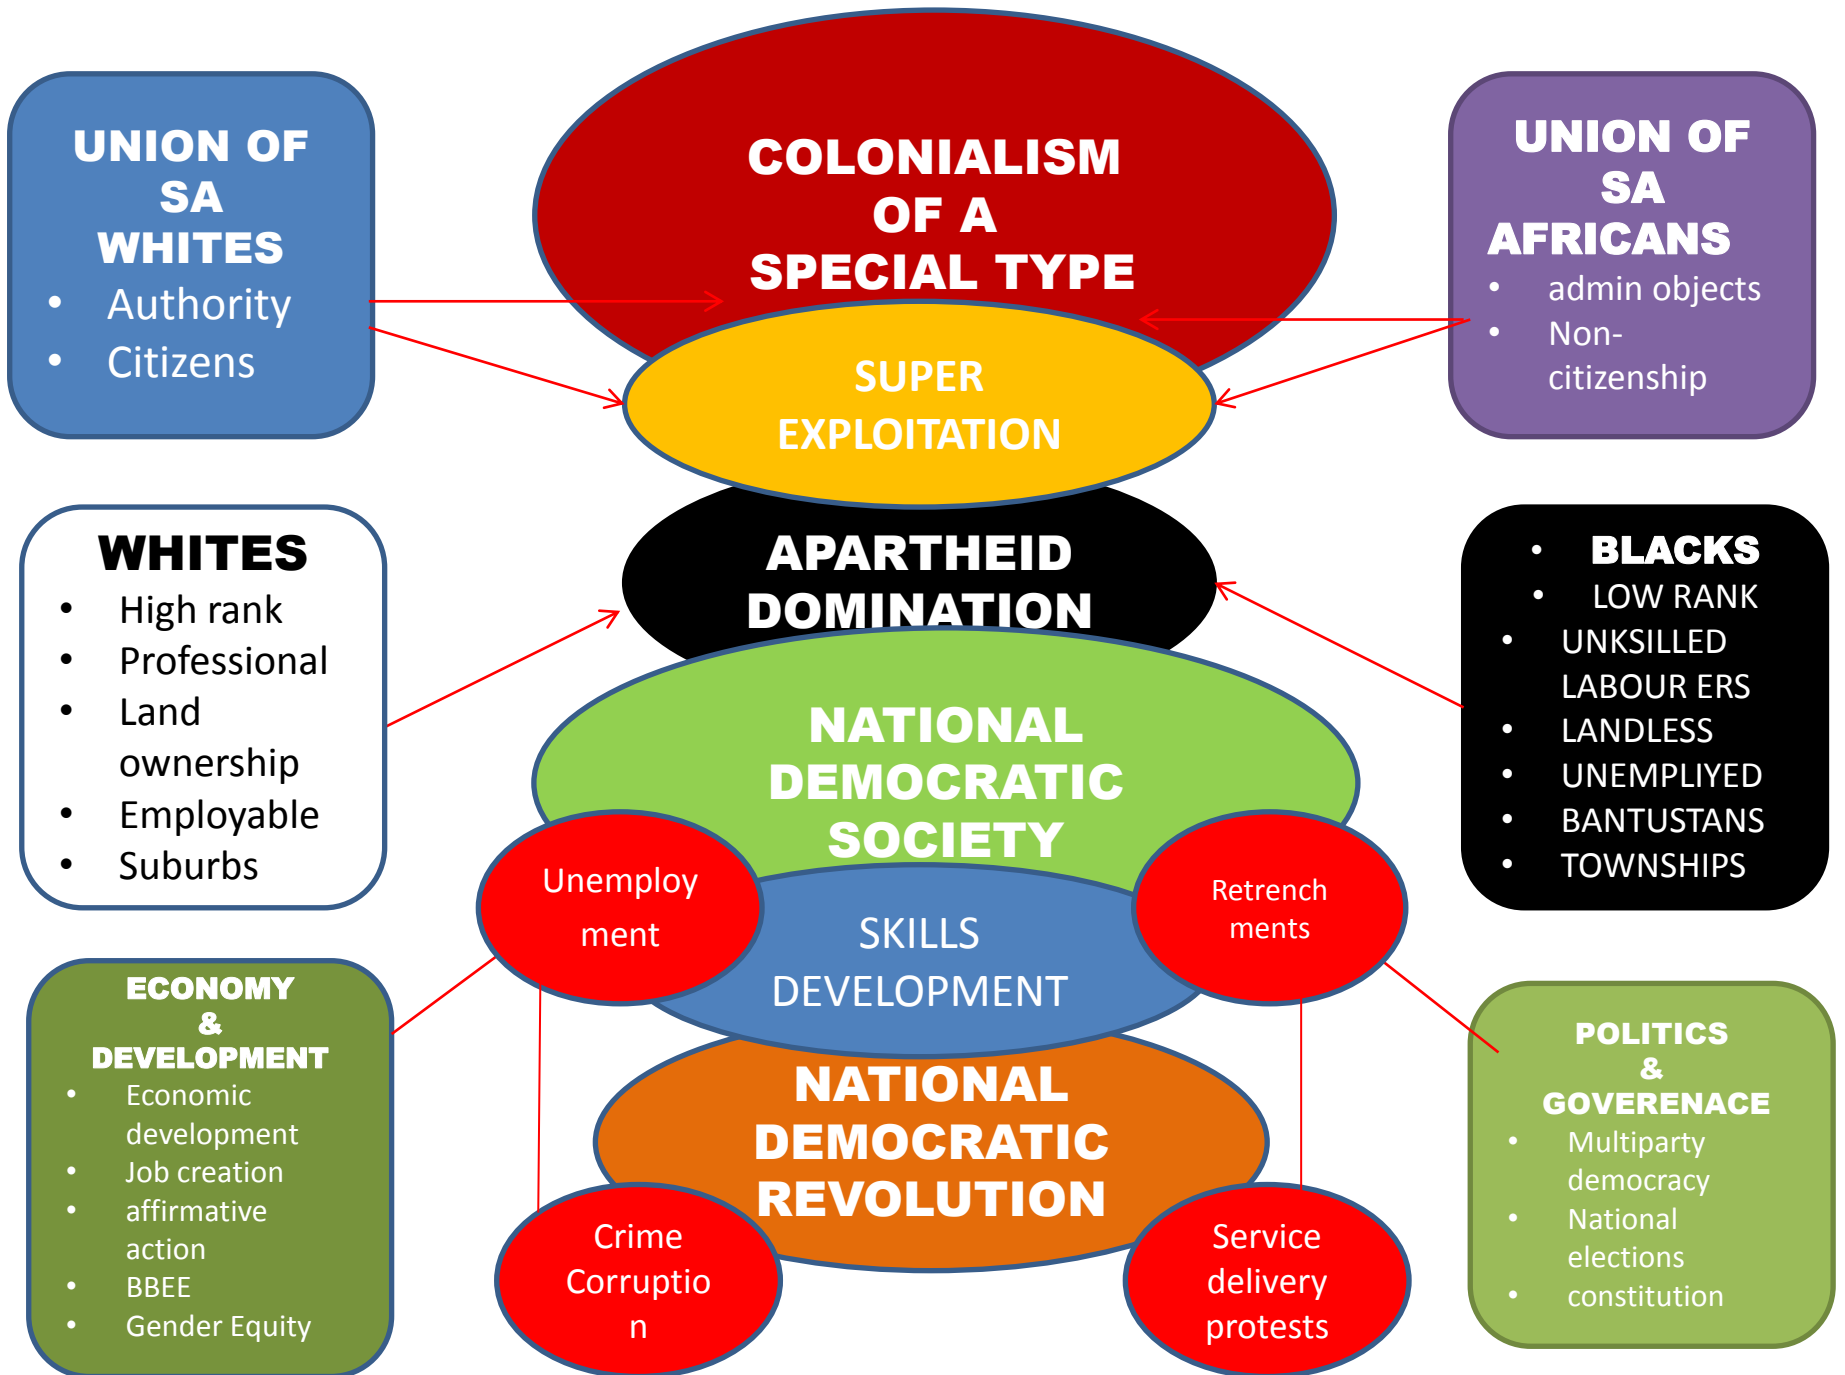 UNION OF
SA
WHITES
• Authority
• Citizens
COLONIALISM
OF A
SPECIAL TYPE
UNION OF
SA
AFRICANS
• admin objects
• Non-
citizenship
SUPER
EXPLOITATION
WHITES
• High rank
• Professional
• Land
ownership
• Employable
• Suburbs
APARTHEID
DOMINATION
• BLACKS
• LOW RANK
• UNKSILLED
LABOUR ERS
• LANDLESS
• UNEMPLIYED
• BANTUSTANS
• TOWNSHIPS
NATIONAL
DEMOCRATIC
SOCIETY
Unemploy
ment
SKILLS
DEVELOPMENT
Retrench
ments
ECONOMY
&
DEVELOPMENT
• Economic
development
• Job creation
• affirmative
action
• BBEE
• Gender Equity
NATIONAL
DEMOCRATIC
REVOLUTION
Crime
Corruptio
n
Service
delivery
protests
POLITICS
&
GOVERENACE
• Multiparty
democracy
• National
elections
• constitution